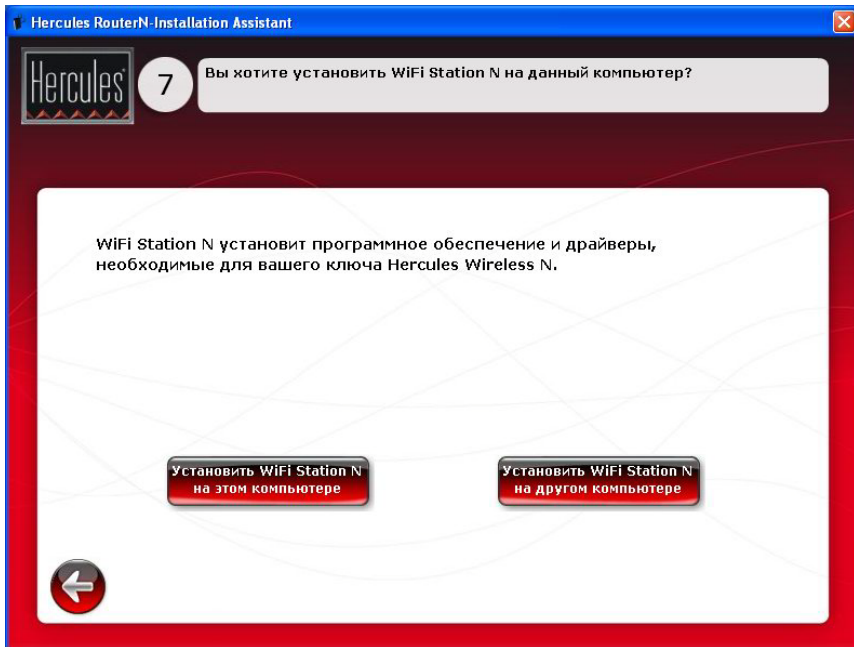 Hercules RouterN-Installation Assistant
Hercules
7
Вы хотите установить WiFi Station N на данный компьютер?
WiFi Station N установит программное обеспечение и драйверы,
необходимые для вашего ключа Hercules Wireless N.
Установить WiFi Station N
на этом компьютере
Установить WiFi Station N
на другом компьютере